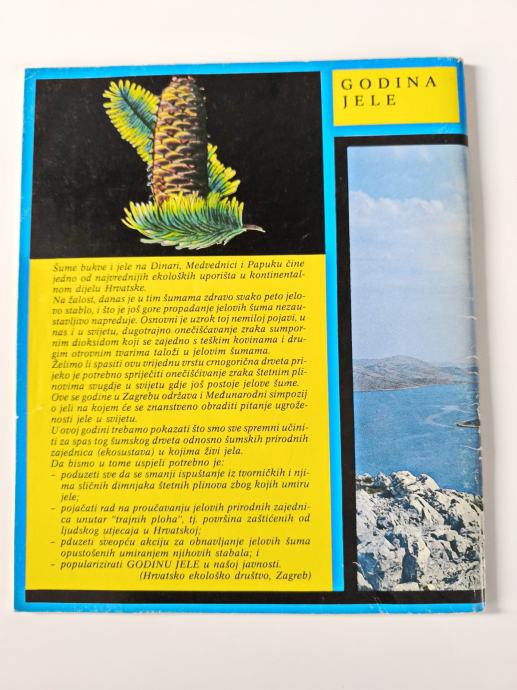 GODINA
JELE
Šume bukve i jele na Dinari, Medvednici i Papuku čine
jedno od najvrednijih ekoloških uporišta u kontinental-
nom dijelu Hrvatske.
Na žalost, danas je u tim šumama zdravo svako peto jelo-
vo stablo, i što je još gore propadanje jelovih šuma nezau-
stavljivo napreduje. Osnovni je uzrok toj nemiloj pojavi, u
nas i u svijetu, dugotrajno onečišćavanje zraka sumpor-
nim dioksidom koji se zajedno s teškim kovinama i dru-
gim otrovnim tvarima taloži u jelovim šumama.
Želimo li spasiti ovu vrijednu vrstu crnogorična drveta pri-
jeko je potrebno spriječiti onečišćivanje zraka štetnim pli-
novima svugdje u svijetu gdje još postoje jelove šume.
Ove se godine u Zagrebu održava i Međunarodni simpozij
o jeli na kojem će se znanstveno obraditi pitanje ugrože-
nosti jele u svijetu.
U ovoj godini trebamo pokazati što smo sve spremni učini-
ti za spas tog šumskog drveta odnosno šumskih prirodnih
zajednica (ekosustava) u kojima živi jela.
Da bismo u tome uspjeli potrebno je:
– poduzeti sve da se smanji ispuštanje iz tvorničkih i nji-
ma sličnih dimnjaka štetnih plinova zbog kojih umiru
jele;
– pojačati rad na proučavanju jelovih prirodnih zajedni-
ca unutar "trajnih ploha", tj. površina zaštićenih od
ljudskog utjecaja u Hrvatskoj;
– pduzeti sveopću akciju za obnavljanje jelovih šuma
opustošenih umiranjem njihovih stabala; i
– popularizirati GODINU JELE u našoj javnosti.
(Hrvatsko ekološko društvo, Zagreb)